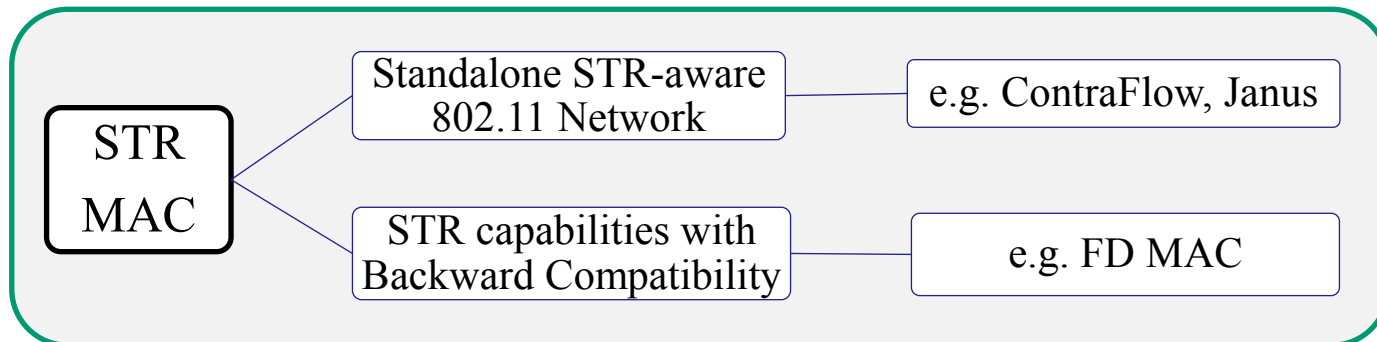 STR
MAC
Standalone STR-aware
802.11 Network
e.g. ContraFlow, Janus
STR capabilities with
Backward Compatibility
e.g. FD MAC